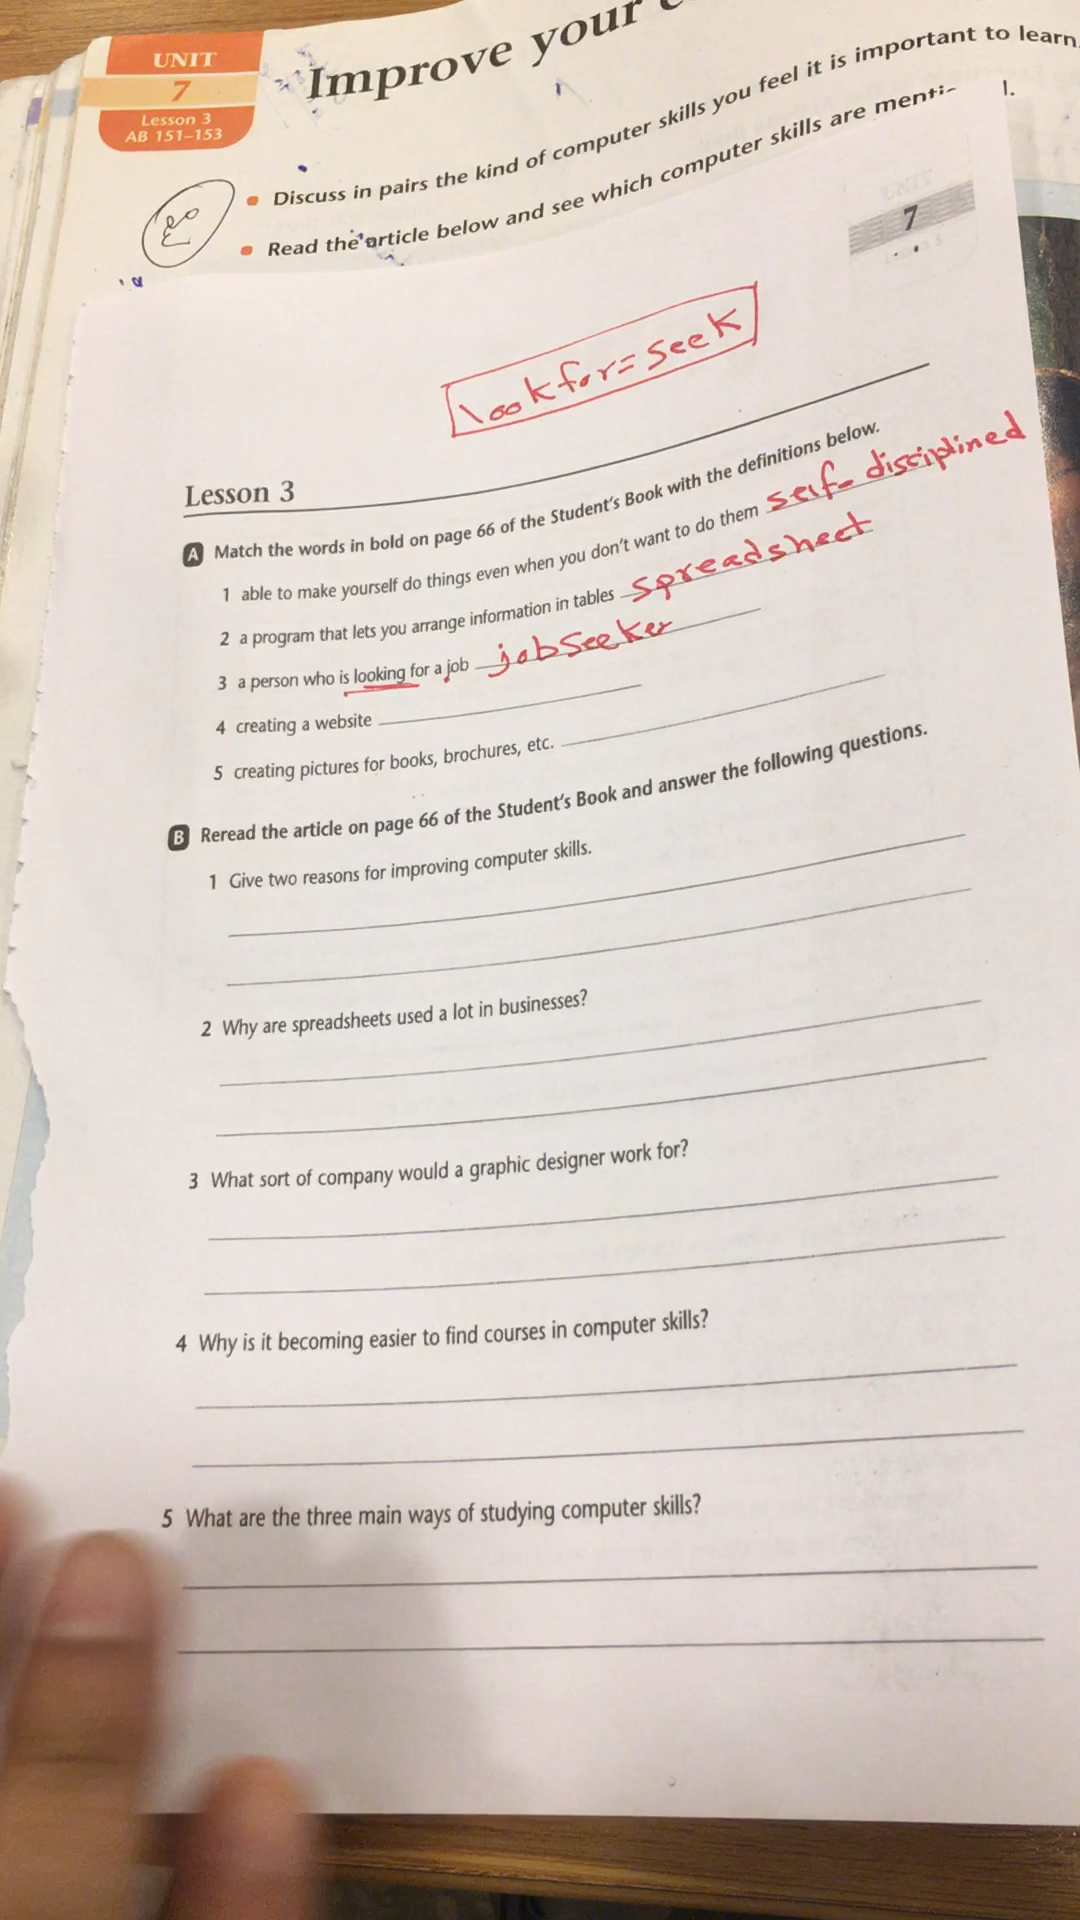 UNIT
7
Lesson 3
AB 151–153
Improve your
Discuss in pairs the kind of computer skills you feel it is important to learn.
Read the article below and see which computer skills are
7
look for = seek
Lesson 3
A Match the words in bold on page 66 of the Student's Book with the definitions below.
1 able to make yourself do things even when you don't want to do them self-disciplined
2 a program that lets you arrange information in tables spreadsheet
3 a person who is looking for a job jobseeker
4 creating a website
5 creating pictures for books, brochures, etc.
B Reread the article on page 66 of the Student's Book and answer the following questions.
1 Give two reasons for improving computer skills.
2 Why are spreadsheets used a lot in businesses?
3 What sort of company would a graphic designer work for?
4 Why is it becoming easier to find courses in computer skills?
5 What are the three main ways of studying computer skills?